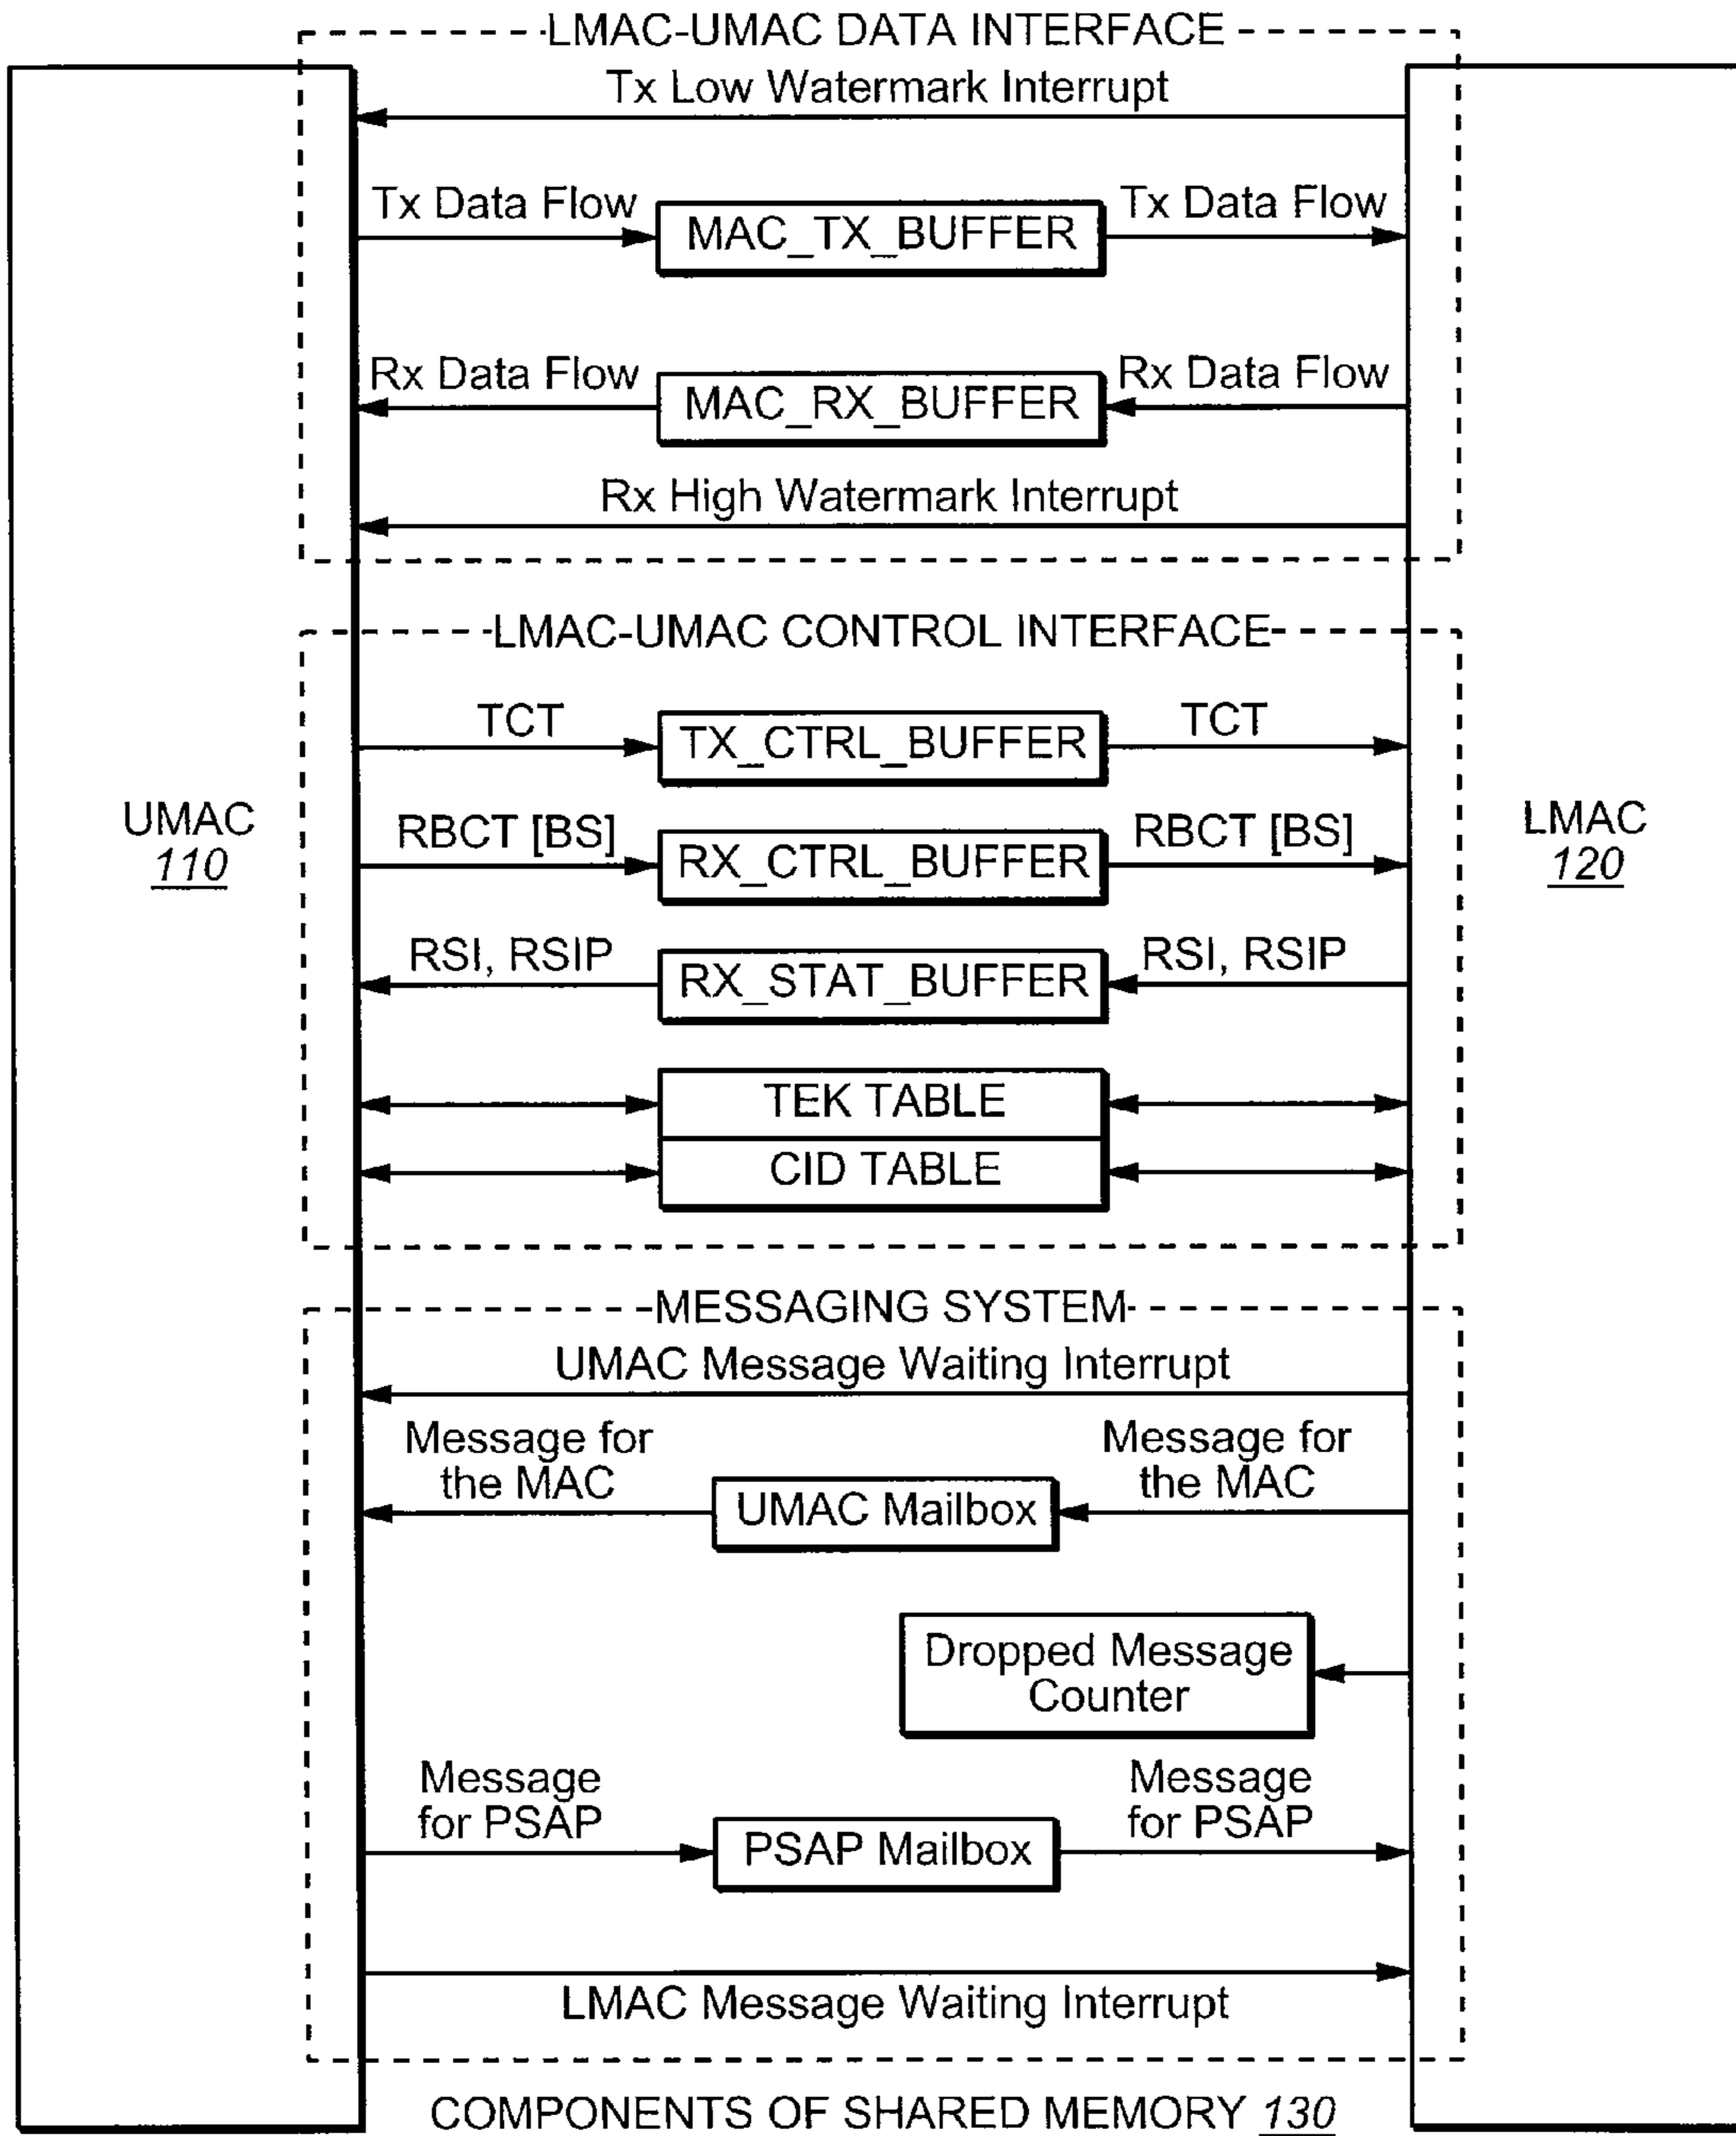 LMAC-UMAC DATA INTERFACE
Tx Low Watermark Interrupt
Tx Data Flow
MAC_TX_BUFFER
Tx Data Flow
Rx Data Flow
MAC_RX_BUFFER
Rx Data Flow
Rx High Watermark Interrupt
LMAC-UMAC CONTROL INTERFACE
TCT
TX_CTRL_BUFFER
TCT
UMAC
110
RBCT [BS]
RX_CTRL_BUFFER
RBCT [BS]
LMAC
120
RSI, RSIP
RX_STAT_BUFFER
RSI, RSIP
TEK TABLE
CID TABLE
MESSAGING SYSTEM
UMAC Message Waiting Interrupt
Message for
the MAC
UMAC Mailbox
Message for
the MAC
Dropped Message
Counter
Message
for PSAP
PSAP Mailbox
Message
for PSAP
LMAC Message Waiting Interrupt
COMPONENTS OF SHARED MEMORY 130